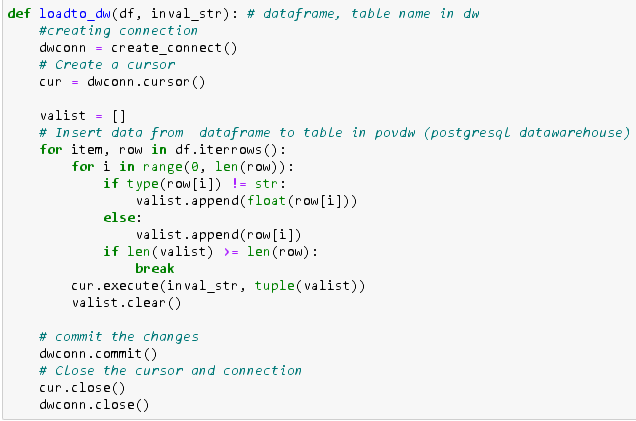 def loadto_dw(df, inval_str): # dataframe, table name in dw
    #creating connection
    dwconn = create_connect()
    # Create a cursor
    cur = dwconn.cursor()

    valist = []
    # Insert data from  dataframe to table in povdw (postgresql datawarehouse)
    for item, row in df.iterrows():
        for i in range(0, len(row)):
            if type(row[i]) != str:
                valist.append(float(row[i]))
            else:
                valist.append(row[i])
            if len(valist) >= len(row):
                break
        cur.execute(inval_str, tuple(valist))
        valist.clear()

    # commit the changes
    dwconn.commit()
    # Close the cursor and connection
    cur.close()
    dwconn.close()